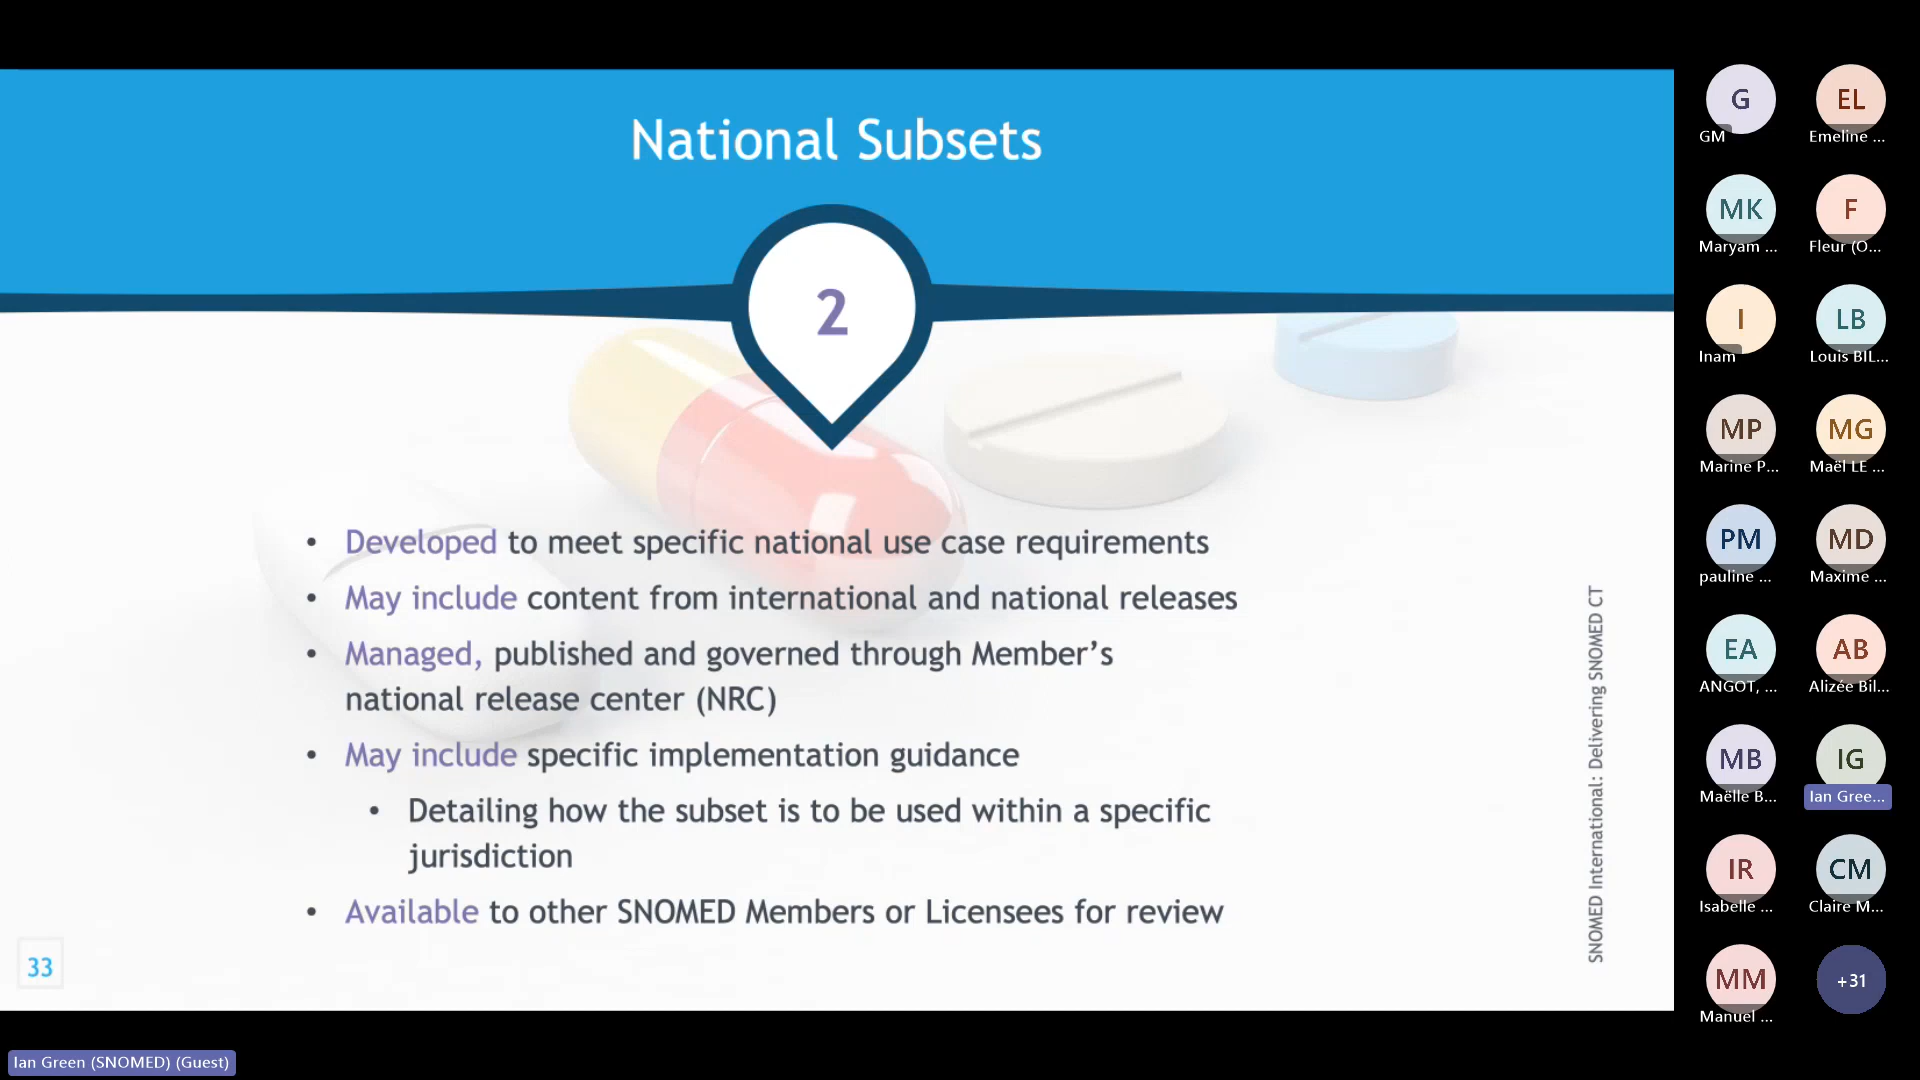 National Subsets
2
• Developed to meet specific national use case requirements
• May include content from international and national releases
• Managed, published and governed through Member’s
national release center (NRC)
• May include specific implementation guidance
• Detailing how the subset is to be used within a specific
jurisdiction
• Available to other SNOMED Members or Licensees for review
SNOMED International: Delivering SNOMED CT
33
Ian Green (SNOMED) (Guest)
G
GM
EL
Emeline ...
MK
Maryam ...
F
Fleur (O...
I
Inam
LB
Louis BIL...
MP
Marine P...
MG
Maël LE ...
PM
pauline ...
MD
Maxime ...
EA
ANGOT, ...
AB
Alizée Bil...
MB
Maëlle B...
IG
Ian Gree...
IR
Isabelle ...
CM
Claire M...
MM
Manuel ...
+31